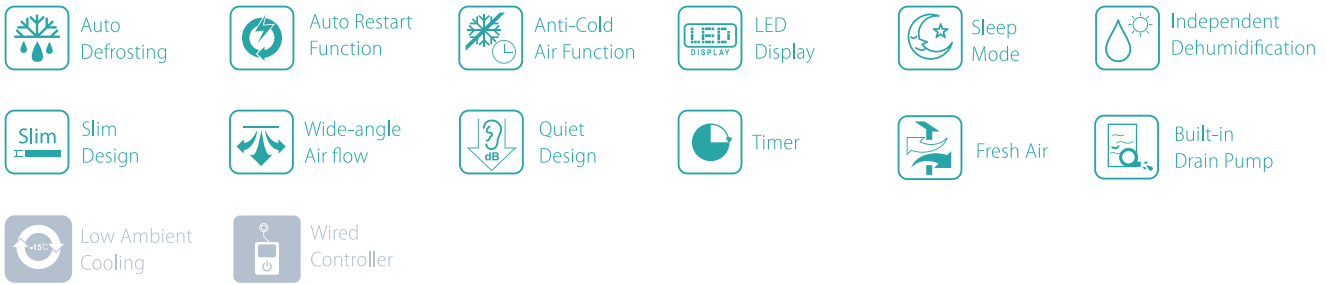 Auto
Defrosting
Auto Restart
Function
Anti-Cold
Air Function
LED
DISPLAY
LED
Display
Sleep
Mode
Independent
Dehumidification
Slim
Slim
Design
Wide-angle
Air flow
dB
Quiet
Design
Timer
Fresh Air
Built-in
Drain Pump
-15℃
Low Ambient
Cooling
Wired
Controller